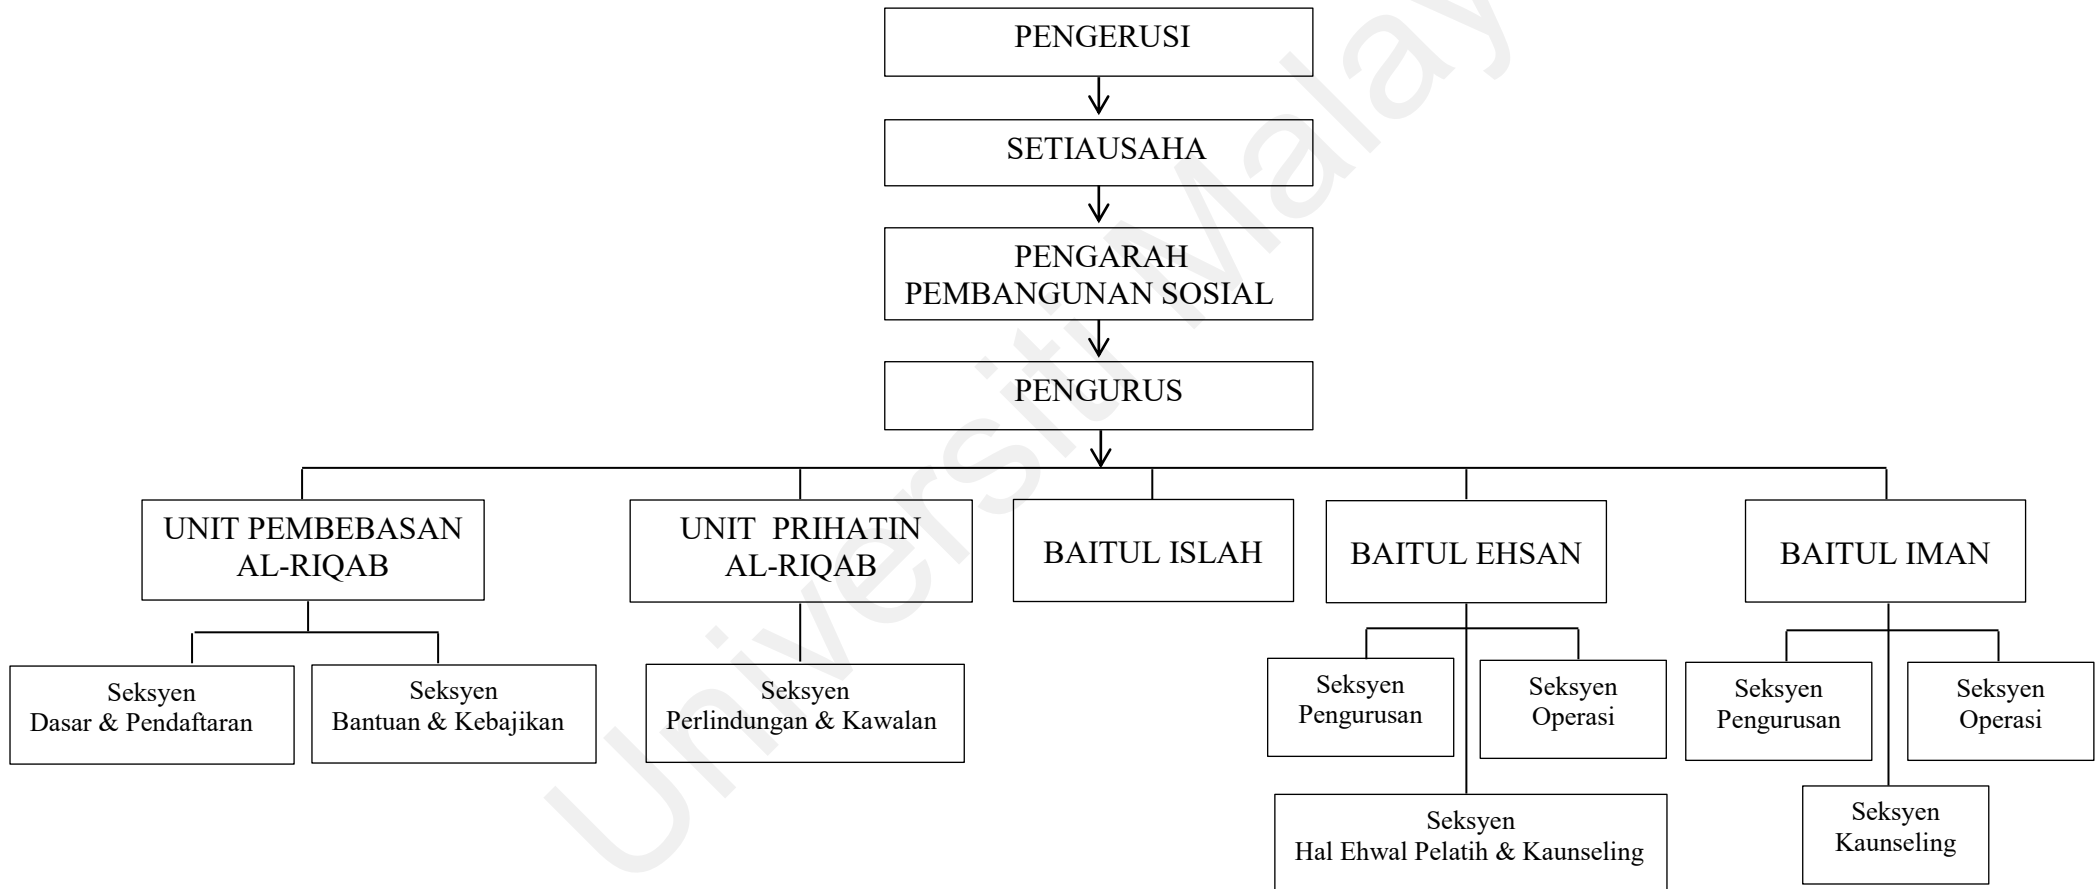 PENGERUSI
SETIAUSAHA
PENGARAH
PEMBANGUNAN SOSIAL
PENGURUS
UNIT PEMBEBASAN
AL-RIQAB
UNIT PRIHATIN
AL-RIQAB
BAITUL ISLAH
BAITUL EHSAN
BAITUL IMAN
Seksyen
Dasar & Pendaftaran
Seksyen
Bantuan & Kebajikan
Seksyen
Perlindungan & Kawalan
Seksyen
Pengurusan
Seksyen
Operasi
Seksyen
Hal Ehwal Pelatih & Kaunseling
Seksyen
Pengurusan
Seksyen
Operasi
Seksyen
Kaunseling
Universiti Malay